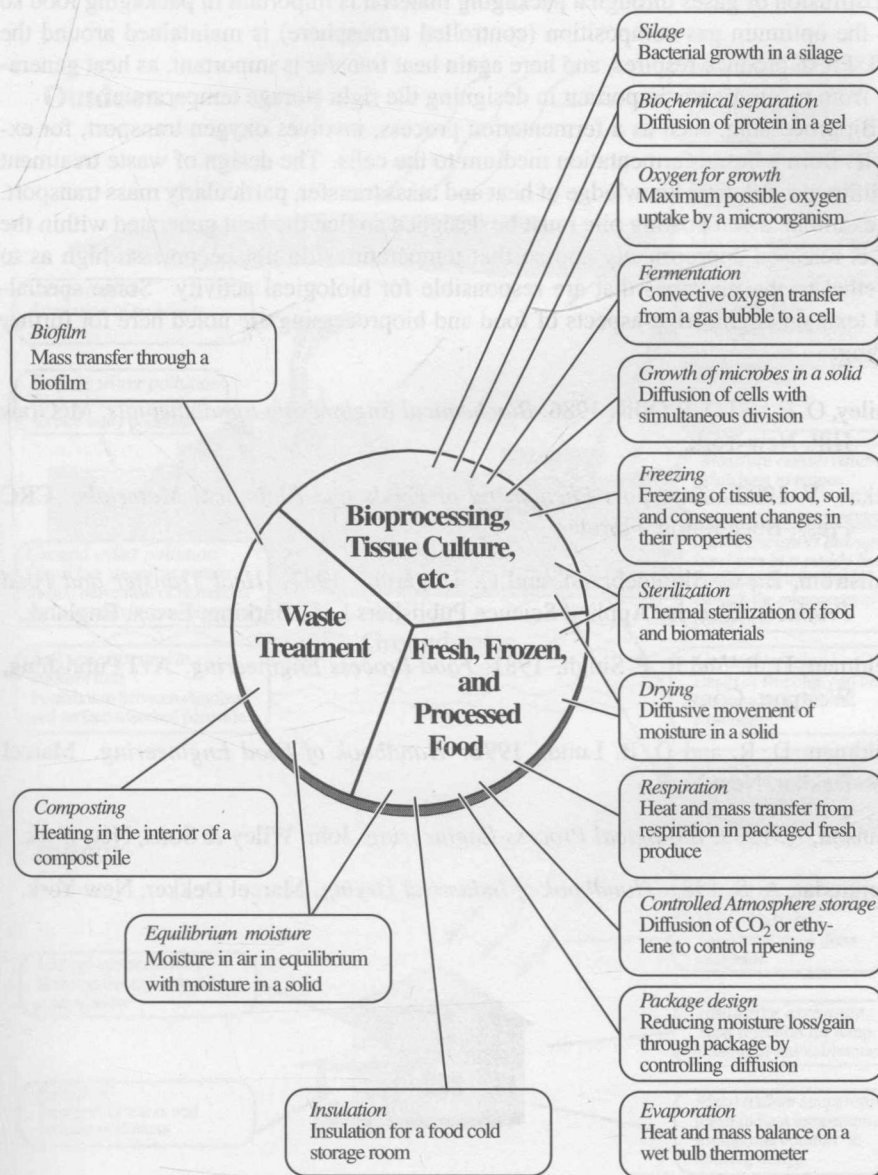 Silage
Bacterial growth in a silage
Biochemical separation
Diffusion of protein in a gel
Oxygen for growth
Maximum possible oxygen
uptake by a microorganism
Fermentation
Convective oxygen transfer
from a gas bubble to a cell
Biofilm
Mass transfer through a
biofilm
Growth of microbes in a solid
Diffusion of cells with
simultaneous division
Freezing
Freezing of tissue, food, soil,
and consequent changes in
their properties
Bioprocessing,
Tissue Culture,
etc.
Waste
Treatment
Fresh, Frozen,
and
Processed
Food
Sterilization
Thermal sterilization of food
and biomaterials
Drying
Diffusive movement of
moisture in a solid
Composting
Heating in the interior of a
compost pile
Respiration
Heat and mass transfer from
respiration in packaged fresh
produce
Controlled Atmosphere storage
Diffusion of CO₂ or ethy-
lene to control ripening
Equilibrium moisture
Moisture in air in equilibrium
with moisture in a solid
Package design
Reducing moisture loss/gain
through package by
controlling diffusion
Insulation
Insulation for a food cold
storage room
Evaporation
Heat and mass balance on a
wet bulb thermometer